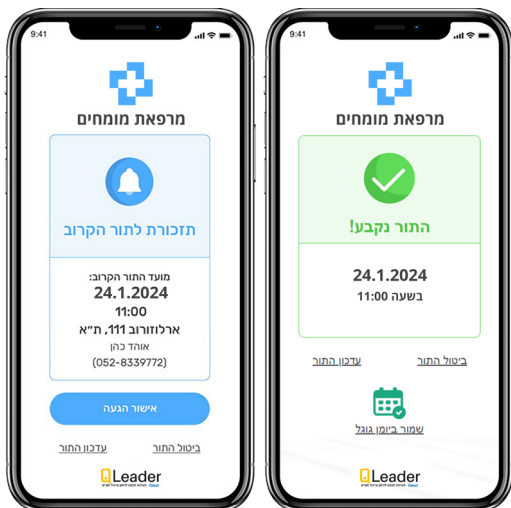 9:41
מרפאת מומחים
תזכורת לתור הקרוב
מועד התור הקרוב:
24.1.2024
11:00
ארלוזורוב 111, ת״א
אוהד כהן
(052-8339772)
אישור הגעה
ביטול התור
עדכון התור
QLeader
9:41
מרפאת מומחים
התור נקבע!
24.1.2024
בשעה 11:00
ביטול התור
עדכון התור
שמור ביומן גוגל
QLeader